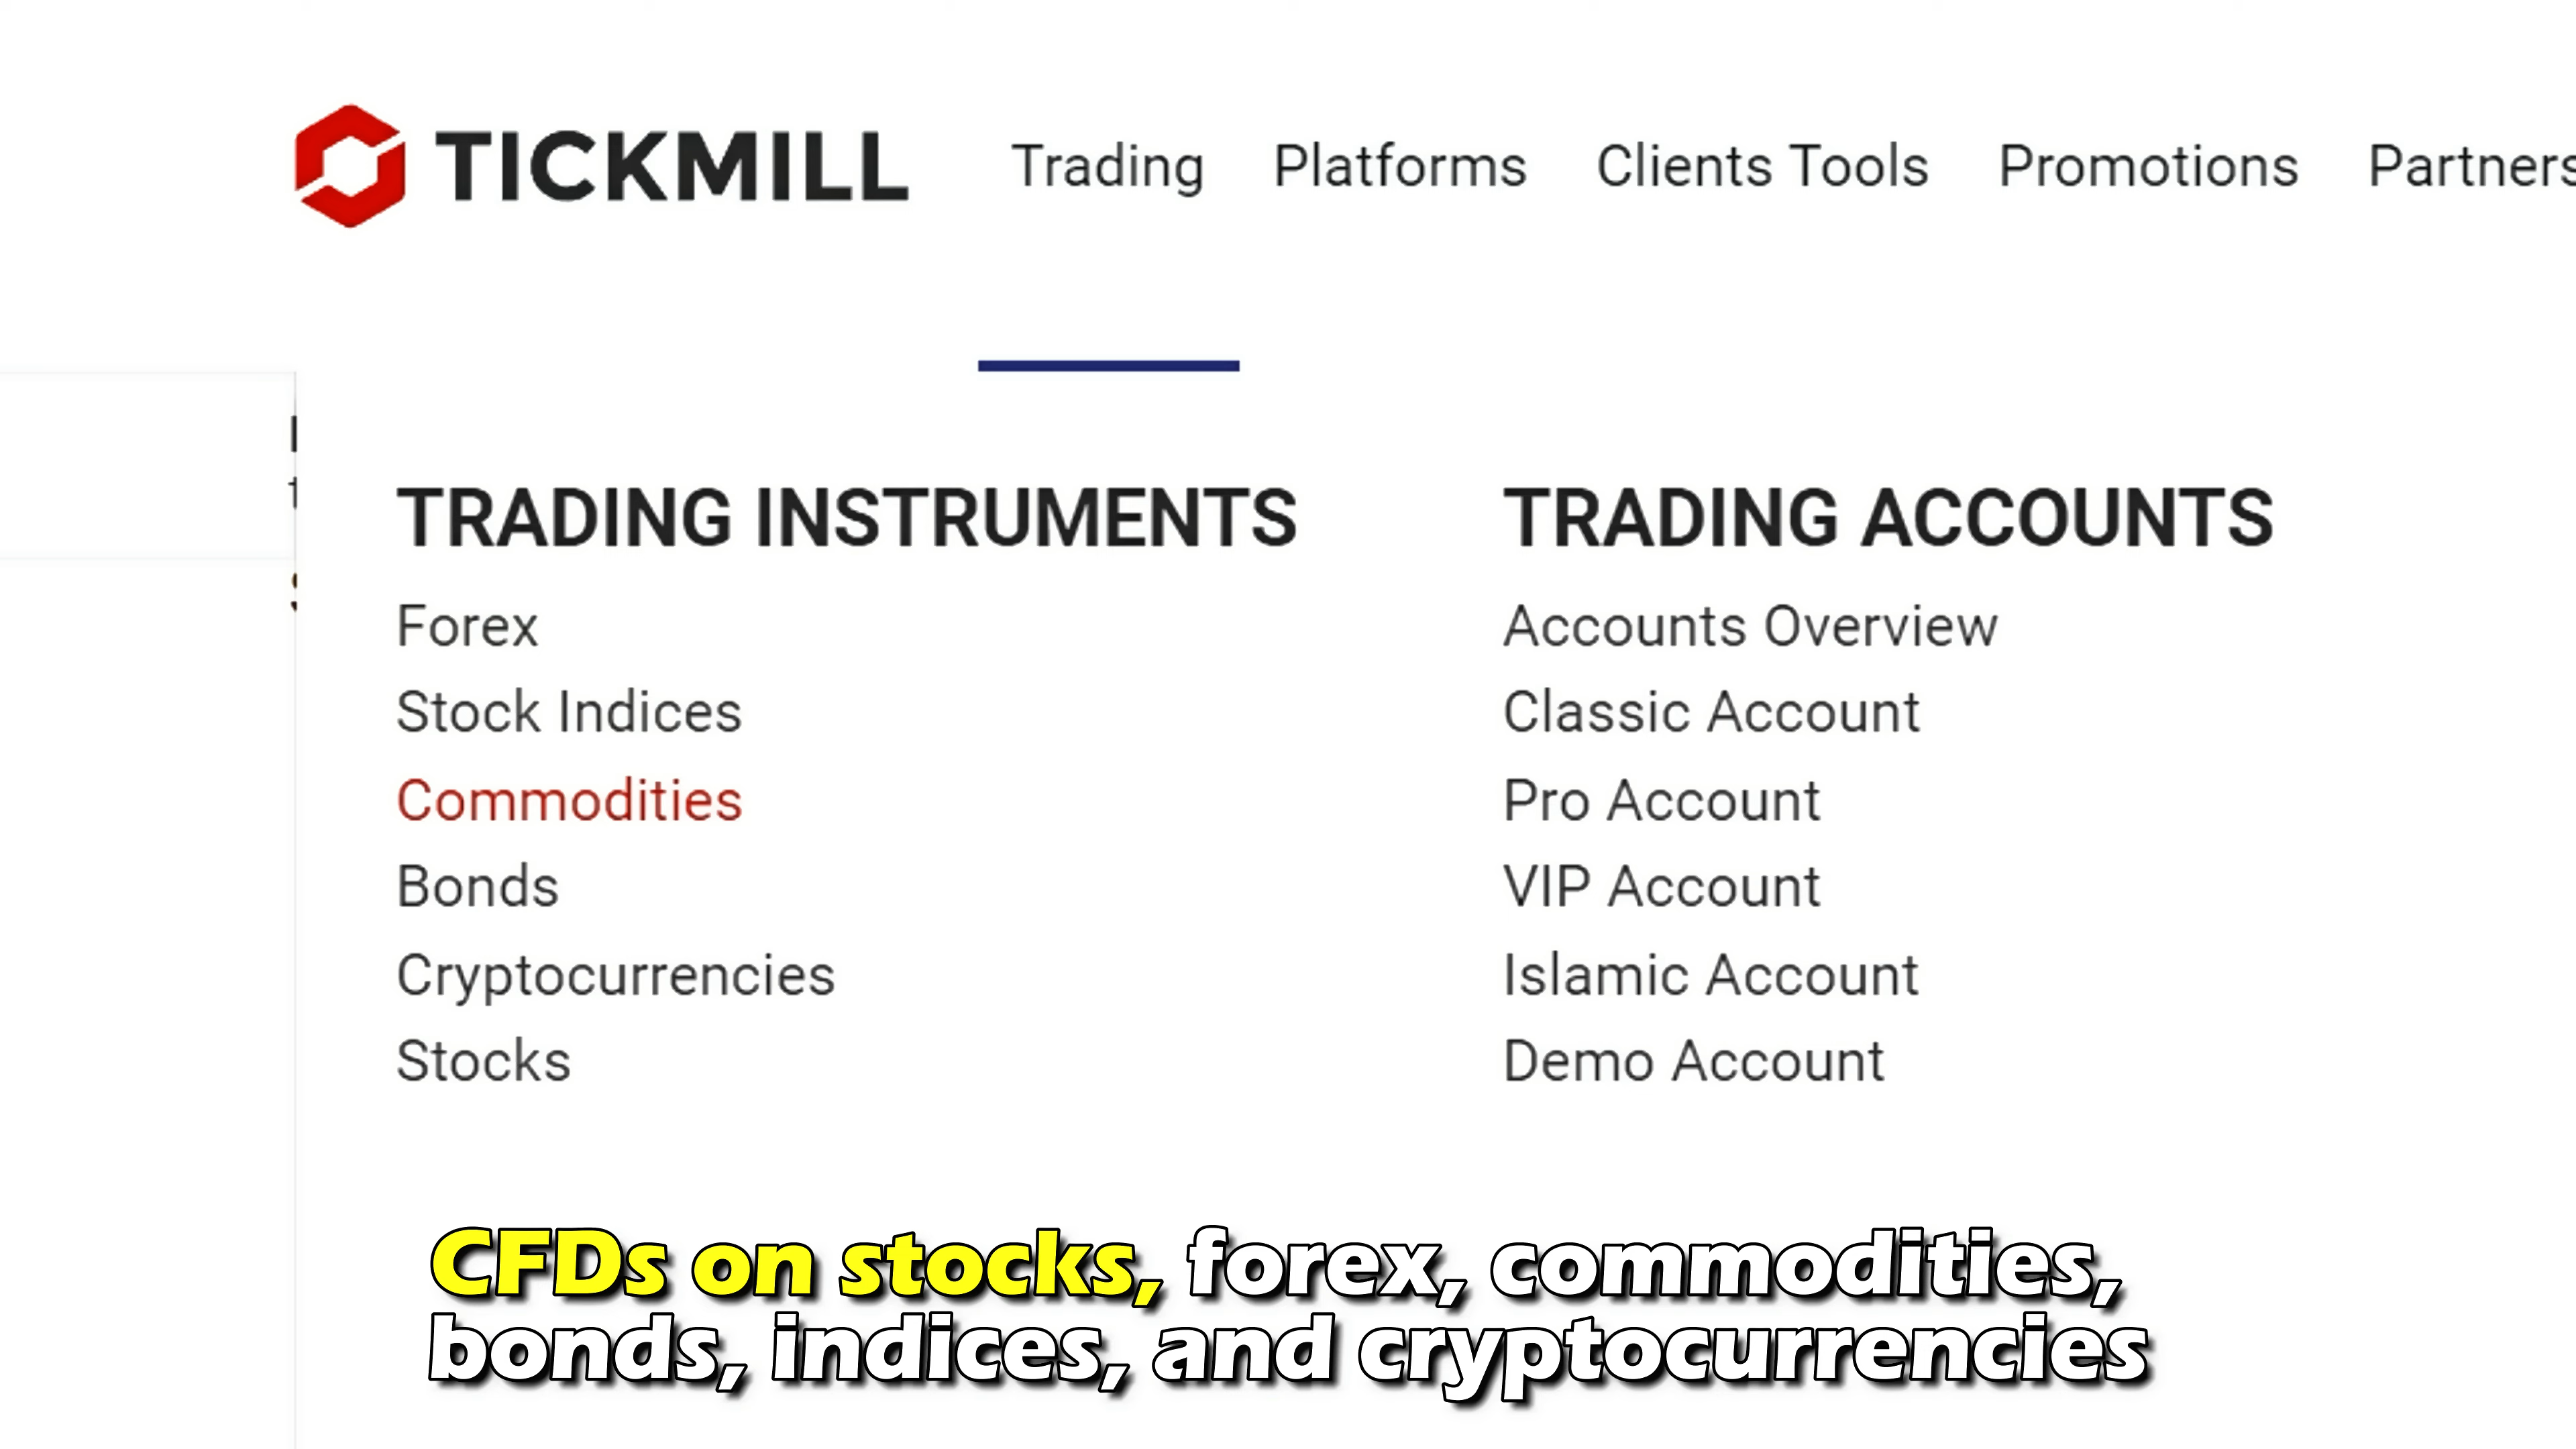 TICKMILL
Trading Platforms Clients Tools Promotions Partners
TRADING INSTRUMENTS
Forex
Stock Indices
Commodities
Bonds
Cryptocurrencies
Stocks
TRADING ACCOUNTS
Accounts Overview
Classic Account
Pro Account
VIP Account
Islamic Account
Demo Account
CFDs on stocks, forex, commodities,
bonds, indices, and cryptocurrencies